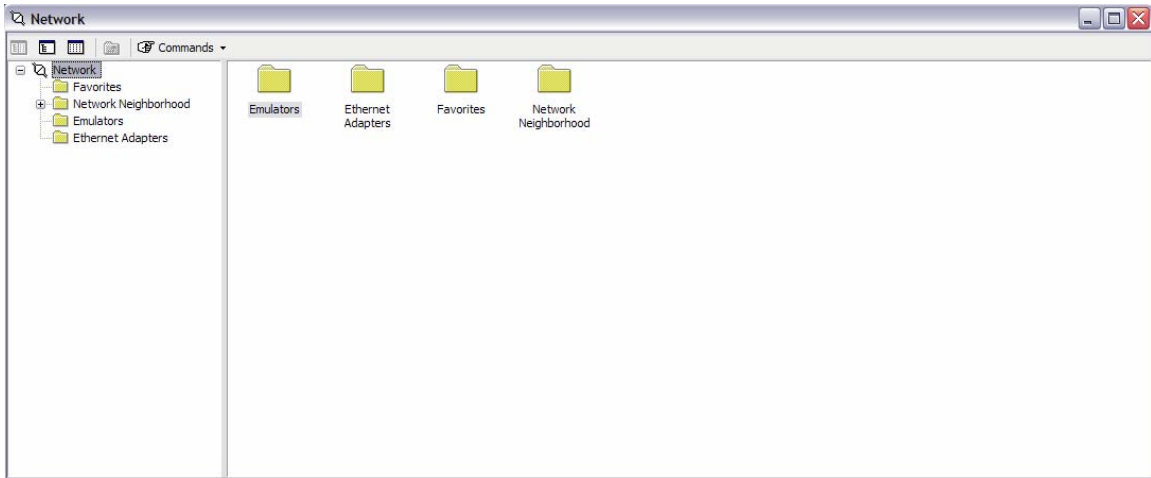 Network
Commands
Network
Favorites
Network Neighborhood
Emulators
Ethernet Adapters
Emulators
Ethernet
Adapters
Favorites
Network
Neighborhood